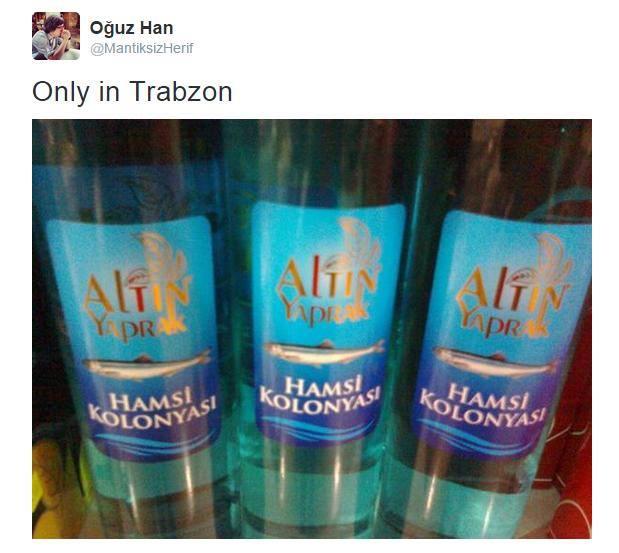 Oğuz Han
@MantiksizHerif
Only in Trabzon
ALTIN
YAPRAK
HAMSİ
KOLONYASI
ALTIN
YAPRAK
HAMSİ
KOLONYASI
ALTIN
YAPRAK
HAMSİ
KOLONYASI